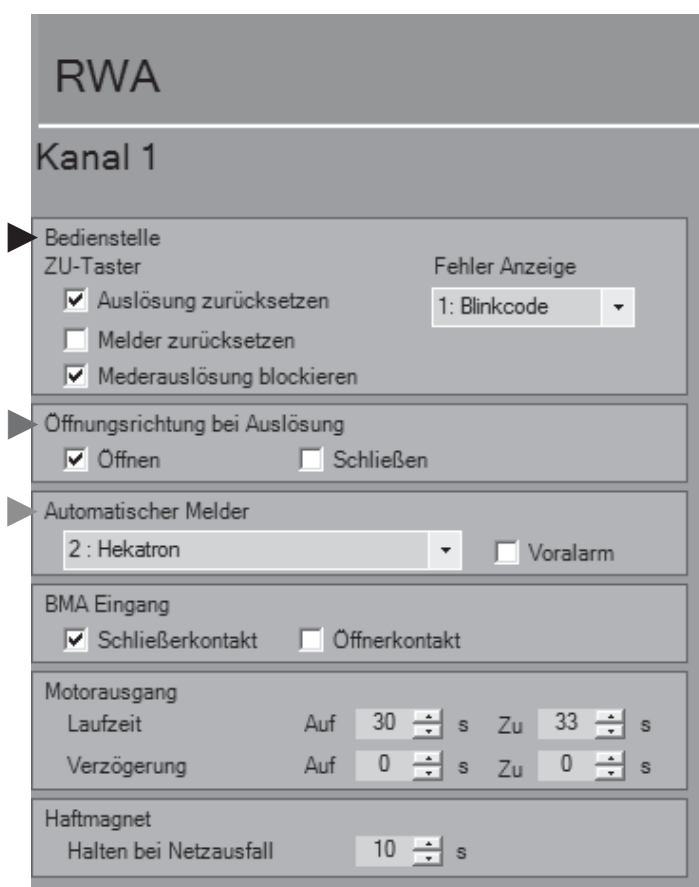 RWA
Kanal 1
Bedienstelle
ZU-Taster
Fehler Anzeige
Auslösung zurücksetzen
1: Blinkcode
Melder zurücksetzen
Mederauslösung blockieren
Öffnungsrichtung bei Auslösung
Öffnen Schließen
Automatischer Melder
2 : Hekatron Voralarm
BMA Eingang
Schließerkontakt Öffnerkontakt
Motorausgang
Laufzeit Auf 30 s Zu 33 s
Verzögerung Auf 0 s Zu 0 s
Haftmagnet
Halten bei Netzausfall 10 s